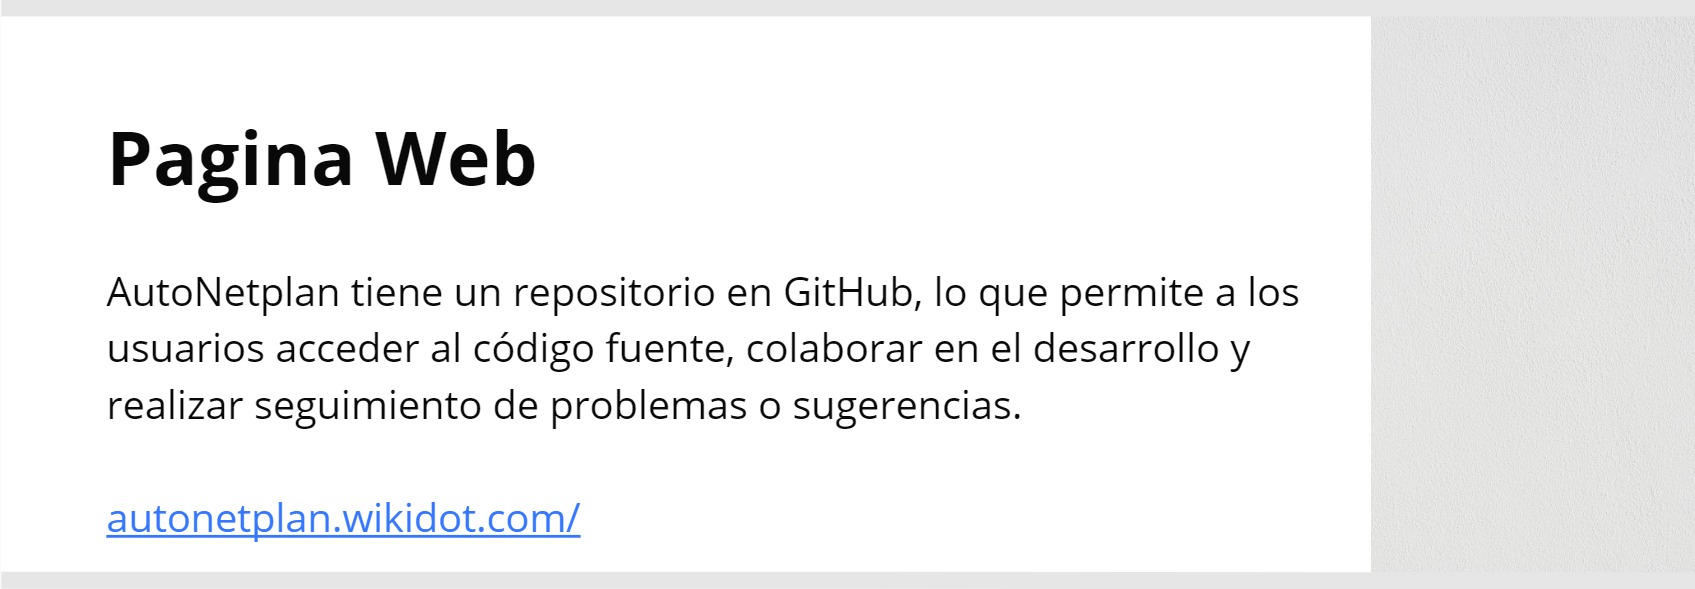 Pagina Web
AutoNetplan tiene un repositorio en GitHub, lo que permite a los
usuarios acceder al código fuente, colaborar en el desarrollo y
realizar seguimiento de problemas o sugerencias.
autonetplan.wikidot.com/